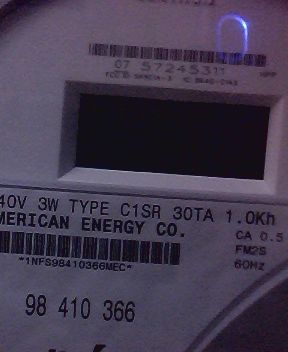 07 57245311
40V 3W TYPE C1SR 30TA 1.0Kh
MERICAN ENERGY CO.
CA 0.5
FM2S
60Hz
*1NFS98410366MEC*
98 410 366